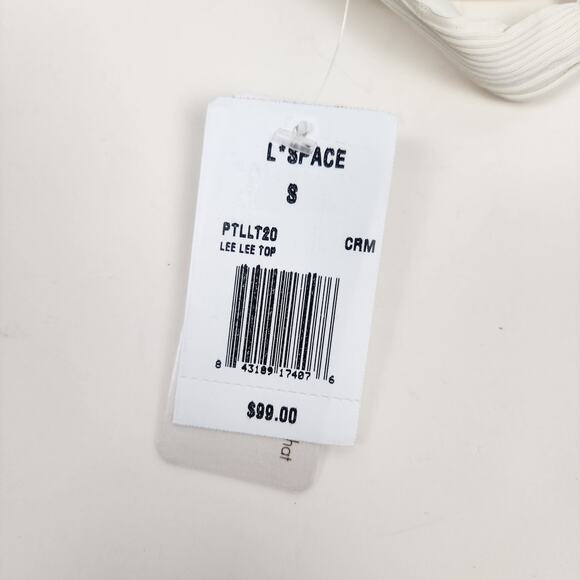 L*SPACE
S
PTLLT20 CRM
LEE LEE TOP
8 43189 17407 6
$99.00
hat